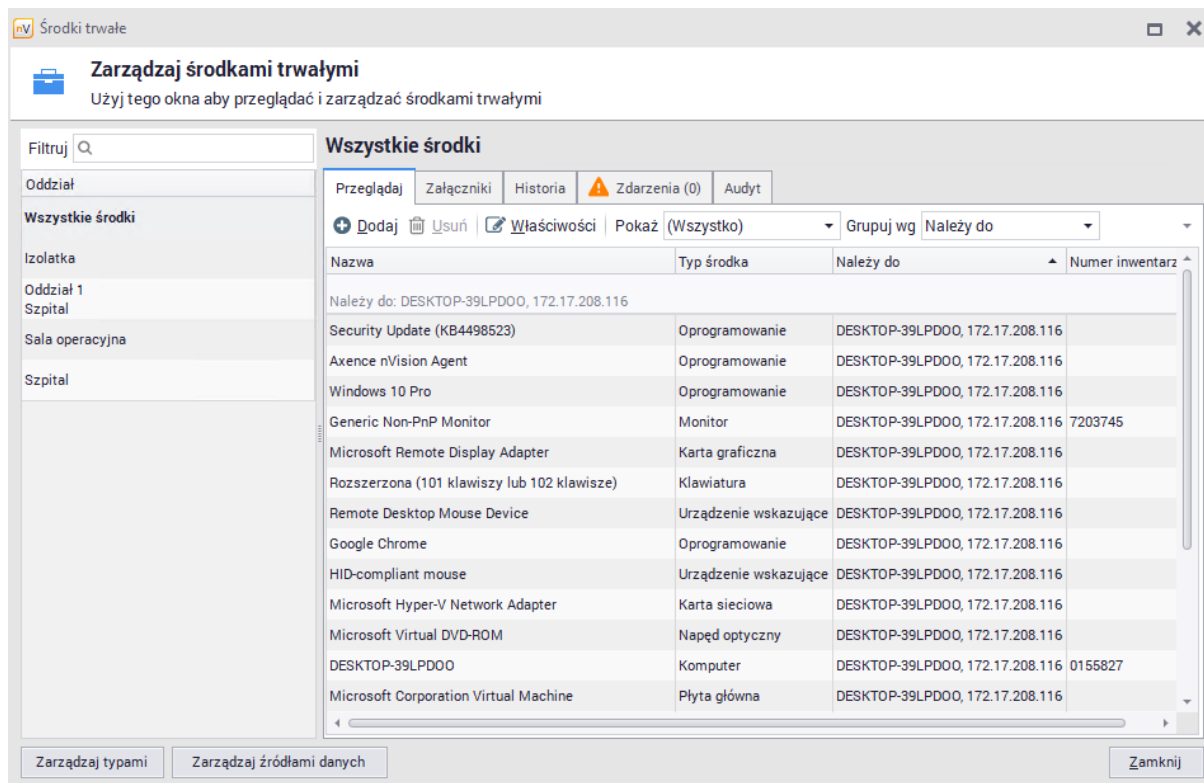 nV Środki trwałe
Zarządzaj środkami trwałymi
Użyj tego okna aby przeglądać i zarządzać środkami trwałymi
Filtruj
Oddział
Wszystkie środki
Izolatka
Oddział 1
Szpital
Sala operacyjna
Szpital
Wszystkie środki
Przeglądaj Załączniki Historia Zdarzenia (0) Audyt
Dodaj Usuń Właściwości Pokaż (Wszystko) Grupuj wg Należy do
Nazwa Typ środka Należy do Numer inwentarz
Należy do: DESKTOP-39LPDOO, 172.17.208.116
Security Update (KB4498523) Oprogramowanie DESKTOP-39LPDOO, 172.17.208.116
Axence nVision Agent Oprogramowanie DESKTOP-39LPDOO, 172.17.208.116
Windows 10 Pro Oprogramowanie DESKTOP-39LPDOO, 172.17.208.116
Generic Non-PnP Monitor Monitor DESKTOP-39LPDOO, 172.17.208.116 7203745
Microsoft Remote Display Adapter Karta graficzna DESKTOP-39LPDOO, 172.17.208.116
Rozszerzona (101 klawiszy lub 102 klawisze) Klawiatura DESKTOP-39LPDOO, 172.17.208.116
Remote Desktop Mouse Device Urządzenie wskazujące DESKTOP-39LPDOO, 172.17.208.116
Google Chrome Oprogramowanie DESKTOP-39LPDOO, 172.17.208.116
HID-compliant mouse Urządzenie wskazujące DESKTOP-39LPDOO, 172.17.208.116
Microsoft Hyper-V Network Adapter Karta sieciowa DESKTOP-39LPDOO, 172.17.208.116
Microsoft Virtual DVD-ROM Napęd optyczny DESKTOP-39LPDOO, 172.17.208.116
DESKTOP-39LPDOO Komputer DESKTOP-39LPDOO, 172.17.208.116 0155827
Microsoft Corporation Virtual Machine Płyta główna DESKTOP-39LPDOO, 172.17.208.116
Zarządzaj typami Zarządzaj źródłami danych Zamknij